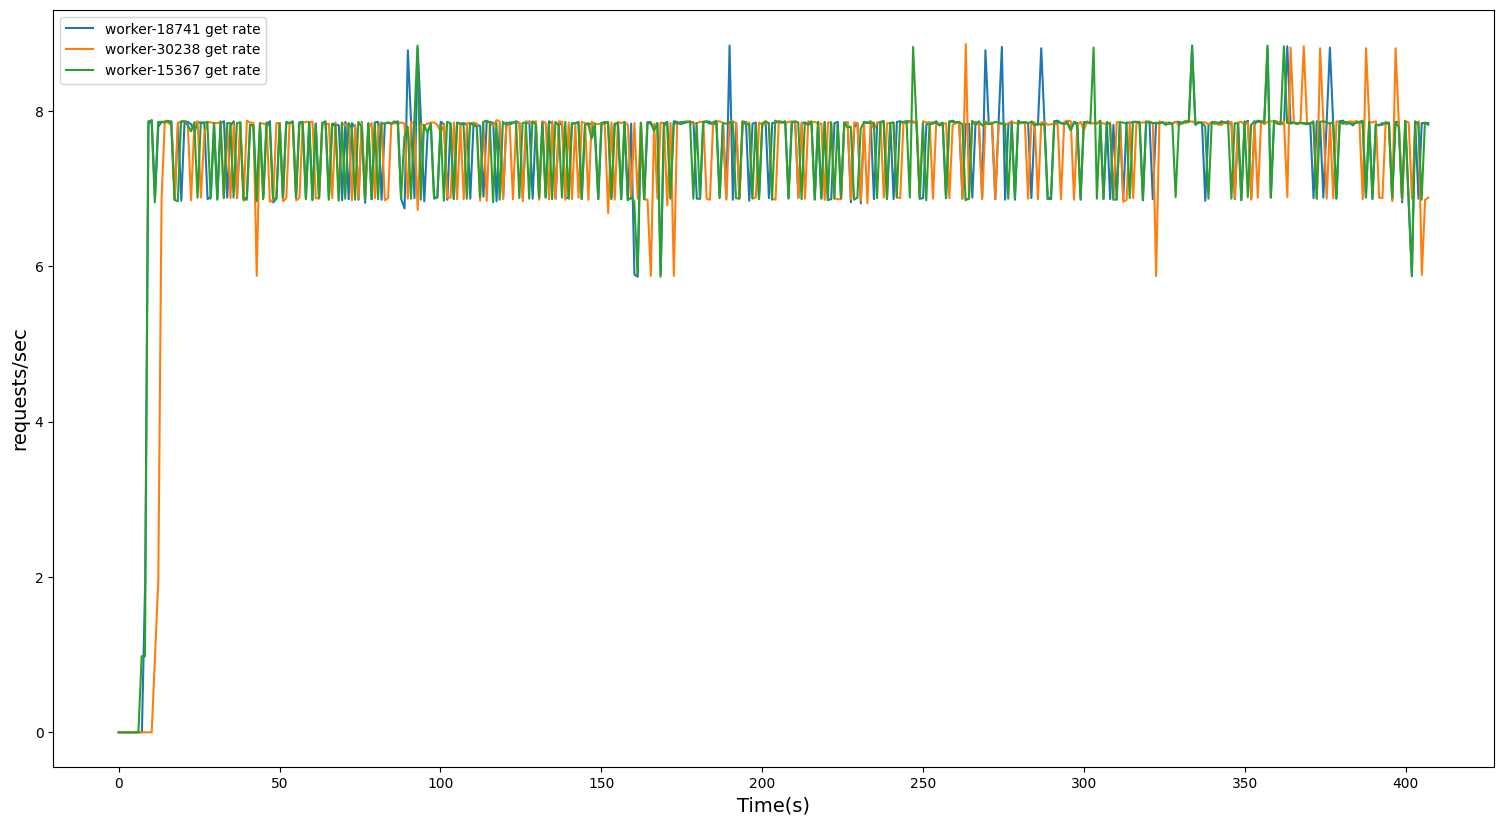 worker-18741 get rate
worker-30238 get rate
worker-15367 get rate
8
6
4
2
0
requests/sec
0 50 100 150 200 250 300 350 400
Time(s)